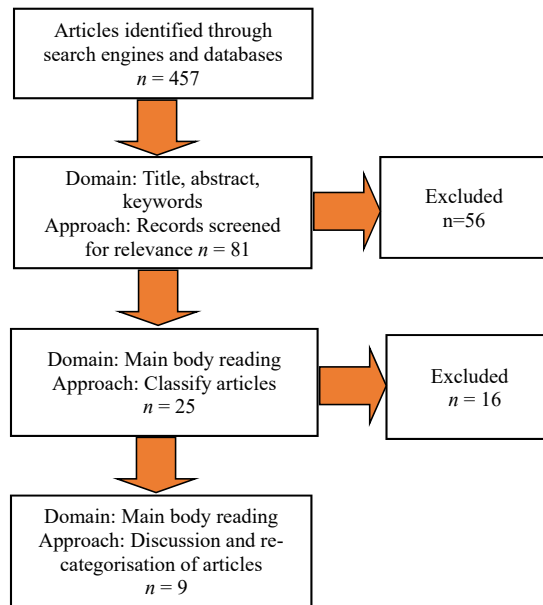 Articles identified through
search engines and databases
n = 457
Domain: Title, abstract,
keywords
Approach: Records screened
for relevance n = 81
Excluded
n=56
Domain: Main body reading
Approach: Classify articles
n = 25
Excluded
n = 16
Domain: Main body reading
Approach: Discussion and re-
categorisation of articles
n = 9